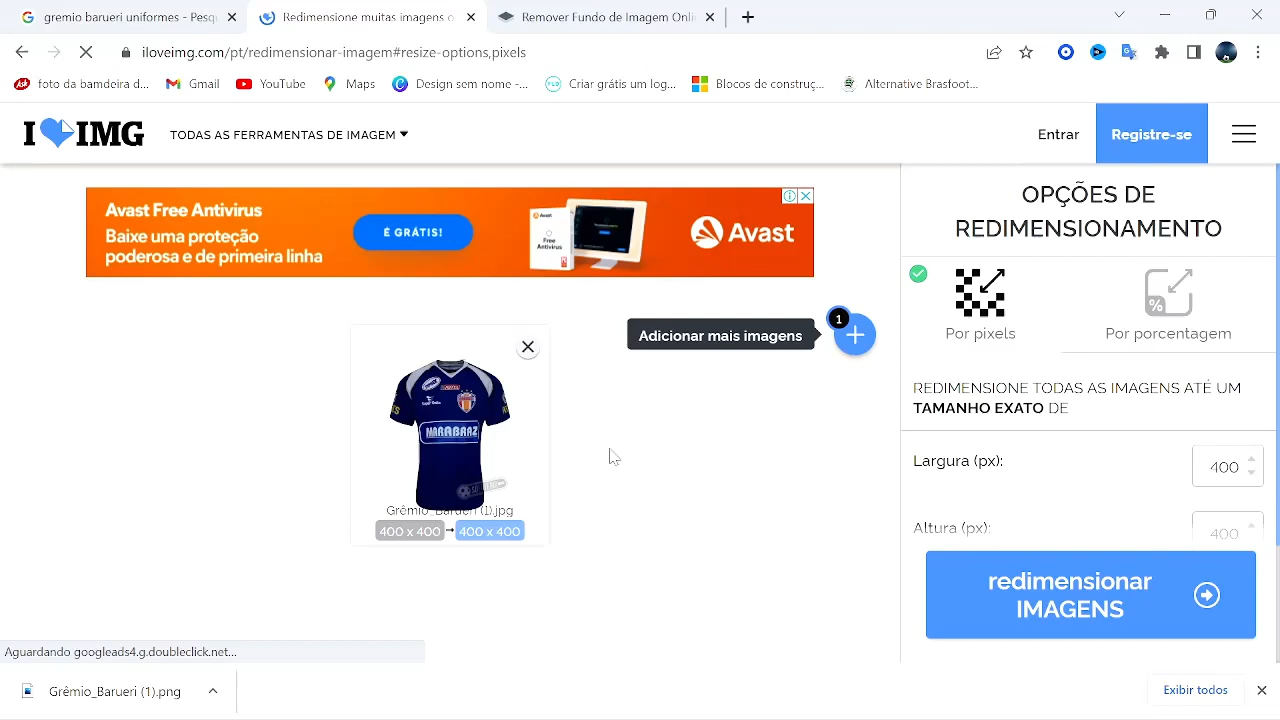 gremio barueri uniformes - Pesq
Redimensione muitas imagens o
Remover Fundo de Imagem Onli
iloveimg.com/pt/redimensionar-imagem#resize-options,pixels
foto da bamdeira d...
Gmail
YouTube
Maps
Design sem nome -...
Criar grátis um log...
Blocos de construç...
Alternative Brasfoot...
I IMG
TODAS AS FERRAMENTAS DE IMAGEM
Entrar
Registre-se
Avast Free Antivirus
Baixe uma proteção
poderosa e de primeira linha
É GRÁTIS!
Avast
Free
Antivirus
Avast
OPÇÕES DE
REDIMENSIONAMENTO
Por pixels
%
Por porcentagem
1
Adicionar mais imagens
MARABRAZ
Grêmio_Barueri (1).jpg
400 x 400
400 x 400
REDIMENSIONE TODAS AS IMAGENS ATÉ UM
TAMANHO EXATO DE
Largura (px):
400
Altura (px):
400
redimensionar
IMAGENS
Aguardando googleads4.g.doubleclick.net...
Grêmio_Barueri (1).png
Exibir todos